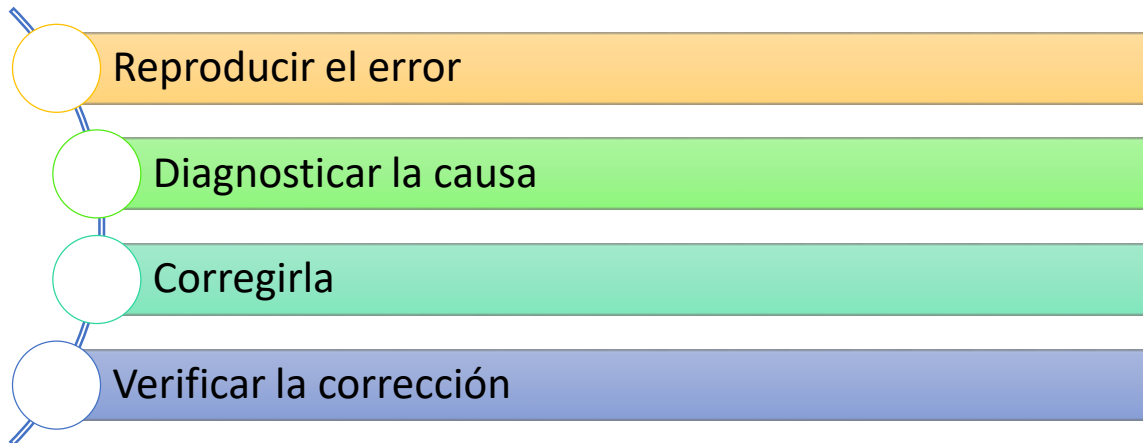 Reproducir el error
Diagnosticar la causa
Corregirla
Verificar la corrección